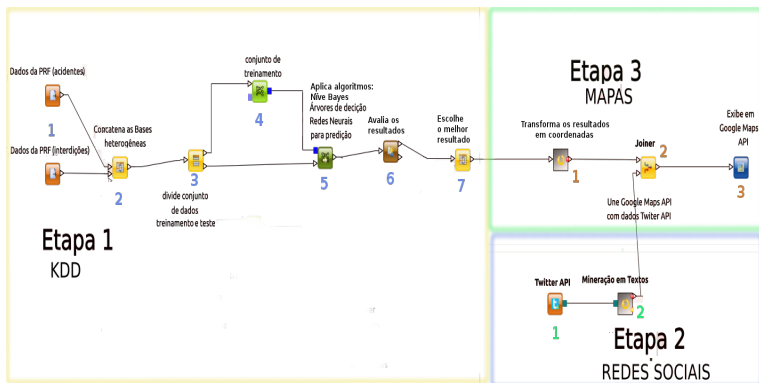 Dados da PRF (acidentes)
1
Dados da PRF (interdições)
Concatena as Bases
heterogêneas
2
3
divide conjunto
de dados
treinamento e teste
conjunto de
treinamento
4
Aplica algoritmos:
Nïve Bayes
Árvores de decição
Redes Neurais
para predição
5
Avalia os
resultados
6
Escolhe
o melhor
resultado
7
Etapa 1
KDD
Etapa 3
MAPAS
Transforma os resultados
em coordenadas
1
Joiner
2
Exibe em
Google Maps
API
3
Une Google Maps API
com dados Twiter API
Twitter API
1
Mineração em Textos
2
Etapa 2
REDES SOCIAIS